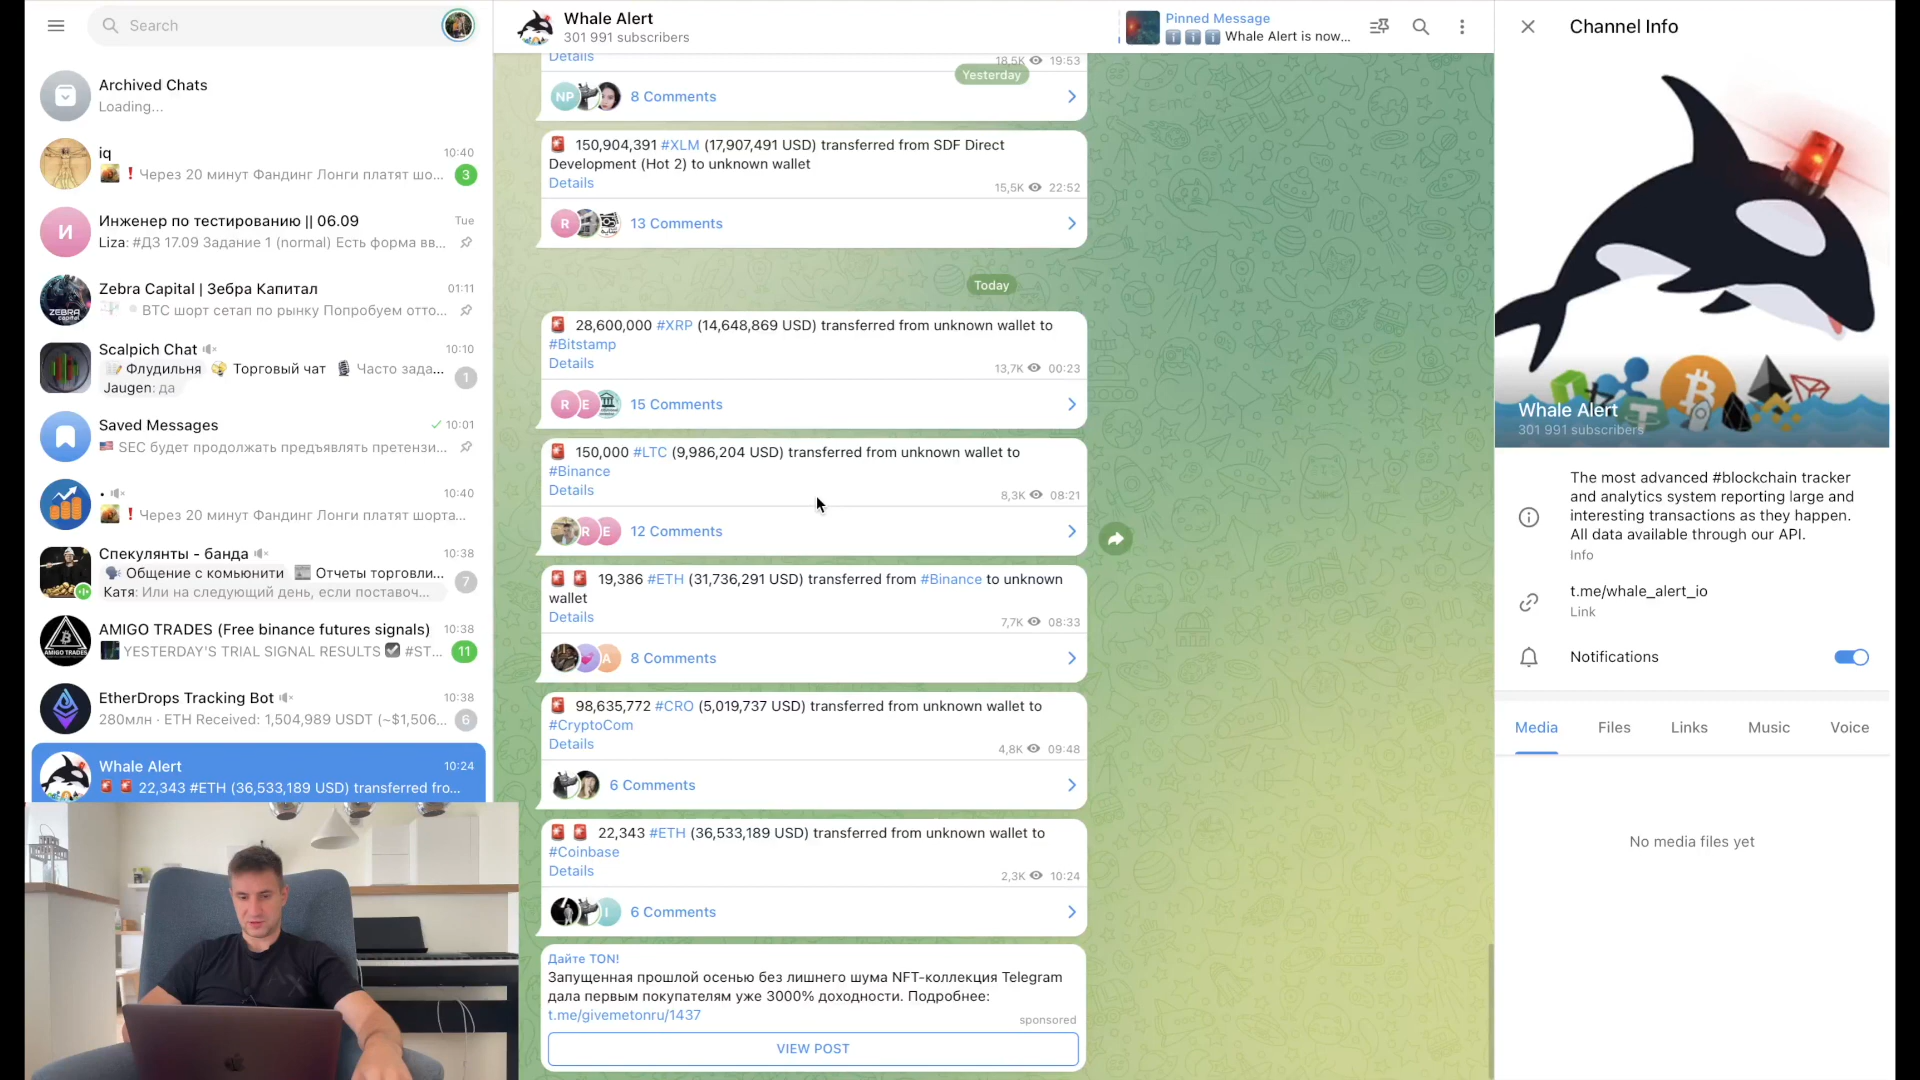 Search
Archived Chats
Loading...
iq
10:40
❗ Через 20 минут Фандинг Лонги платят шо...
3
Инженер по тестированию || 06.09
Tue
Liza: #ДЗ 17.09 Задание 1 (normal) Есть форма вв...
И
Zebra Capital | Зебра Капитал
01:11
BTC шорт сетап по рынку Попробуем отто...
ZEBRA
Scalpich Chat
10:10
Флудильня Торговый чат Часто зада...
Jaugen: да
1
Saved Messages
10:01
SEC будет продолжать предъявлять претензи...
.
10:40
❗ Через 20 минут Фандинг Лонги платят шорта...
Спекулянты - банда
10:38
Общение с комьюнити Отчеты торговли...
Катя: Или на следующий день, если поставоч...
7
AMIGO TRADES (Free binance futures signals)
10:38
YESTERDAY'S TRIAL SIGNAL RESULTS #ST...
11
AMIGO TRADES
EtherDrops Tracking Bot
10:38
280млн · ETH Received: 1,504,989 USDT (~$1,506...
6
Whale Alert
10:24
22,343 #ETH (36,533,189 USD) transferred fro...
Whale Alert
301 991 subscribers
Pinned Message
Whale Alert is now...
Details
18,5K 19:53
Yesterday
NP
8 Comments
150,904,391 #XLM (17,907,491 USD) transferred from SDF Direct
Development (Hot 2) to unknown wallet
Details
15,5K 22:52
R
13 Comments
Today
28,600,000 #XRP (14,648,869 USD) transferred from unknown wallet to
#Bitstamp
Details
13,7K 00:23
R E
15 Comments
150,000 #LTC (9,986,204 USD) transferred from unknown wallet to
#Binance
Details
8,3K 08:21
R E
12 Comments
19,386 #ETH (31,736,291 USD) transferred from #Binance to unknown
wallet
Details
7,7K 08:33
A
8 Comments
98,635,772 #CRO (5,019,737 USD) transferred from unknown wallet to
#CryptoCom
Details
4,8K 09:48
6 Comments
22,343 #ETH (36,533,189 USD) transferred from unknown wallet to
#Coinbase
Details
2,3K 10:24
I
6 Comments
Дайте TON!
Запущенная прошлой осенью без лишнего шума NFT-коллекция Telegram
дала первым покупателям уже 3000% доходности. Подробнее:
t.me/givemetonru/1437
sponsored
VIEW POST
Channel Info
Whale Alert
301 991 subscribers
The most advanced #blockchain tracker
and analytics system reporting large and
interesting transactions as they happen.
All data available through our API.
Info
t.me/whale_alert_io
Link
Notifications
Media Files Links Music Voice
No media files yet